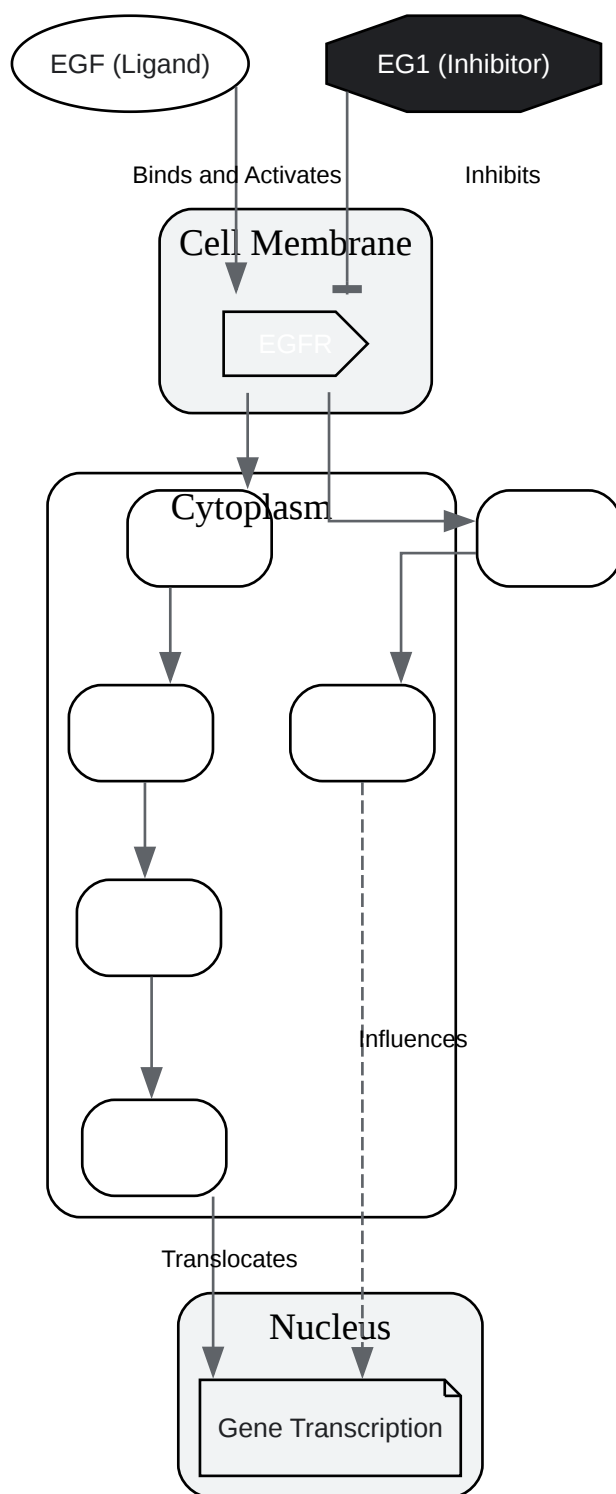 EGF (Ligand)
EG1 (Inhibitor)
Binds and Activates
Inhibits
Cell Membrane
EGFR
Cytoplasm
Influences
Translocates
Nucleus
Gene Transcription